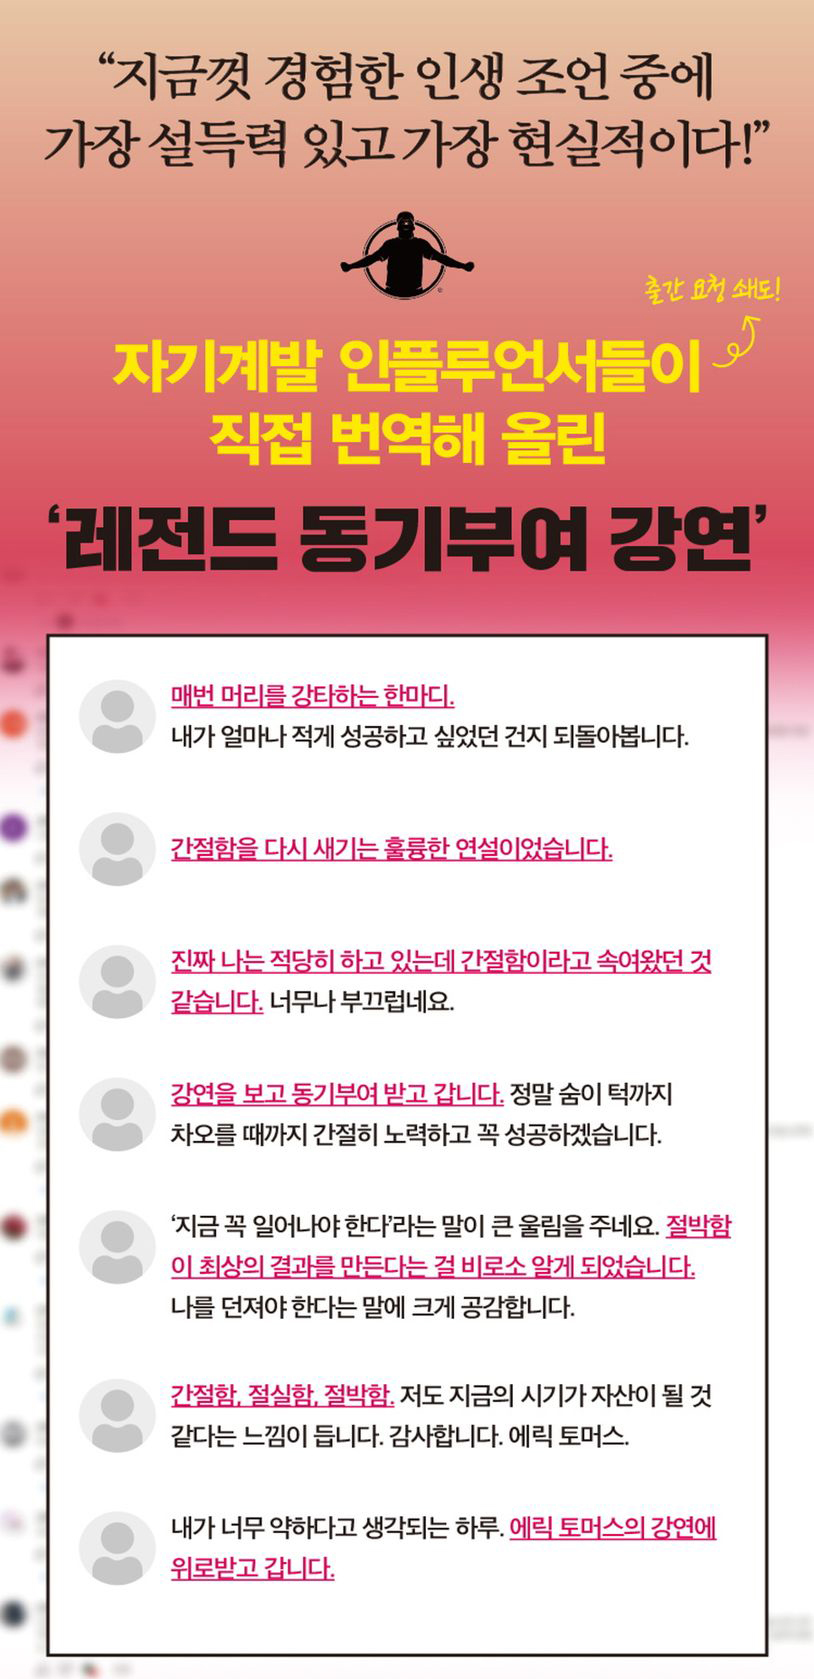 “지금껏 경험한 인생 조언 중에
가장 설득력 있고 가장 현실적이다!”
출간 요청 쇄도!
자기계발 인플루언서들이
직접 번역해 올린
‘레전드 동기부여 강연’
매번 머리를 강타하는 한마디.
내가 얼마나 적게 성공하고 싶었던 건지 되돌아봅니다.
간절함을 다시 새기는 훌륭한 연설이었습니다.
진짜 나는 적당히 하고 있는데 간절함이라고 속여왔던 것
같습니다. 너무나 부끄럽네요.
강연을 보고 동기부여 받고 갑니다. 정말 숨이 턱까지
차오를 때까지 간절히 노력하고 꼭 성공하겠습니다.
‘지금 꼭 일어나야 한다’라는 말이 큰 울림을 주네요. 절박함
이 최상의 결과를 만든다는 걸 비로소 알게 되었습니다.
나를 던져야 한다는 말에 크게 공감합니다.
간절함, 절실함, 절박함. 저도 지금의 시기가 자산이 될 것
같다는 느낌이 듭니다. 감사합니다. 에릭 토머스.
내가 너무 약하다고 생각되는 하루. 에릭 토머스의 강연에
위로받고 갑니다.